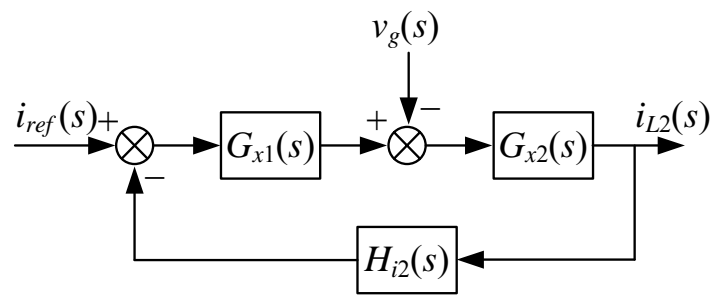 v_g(s)
i_ref(s) + − + − i_L2(s)
G_x1(s) G_x2(s)
H_i2(s)